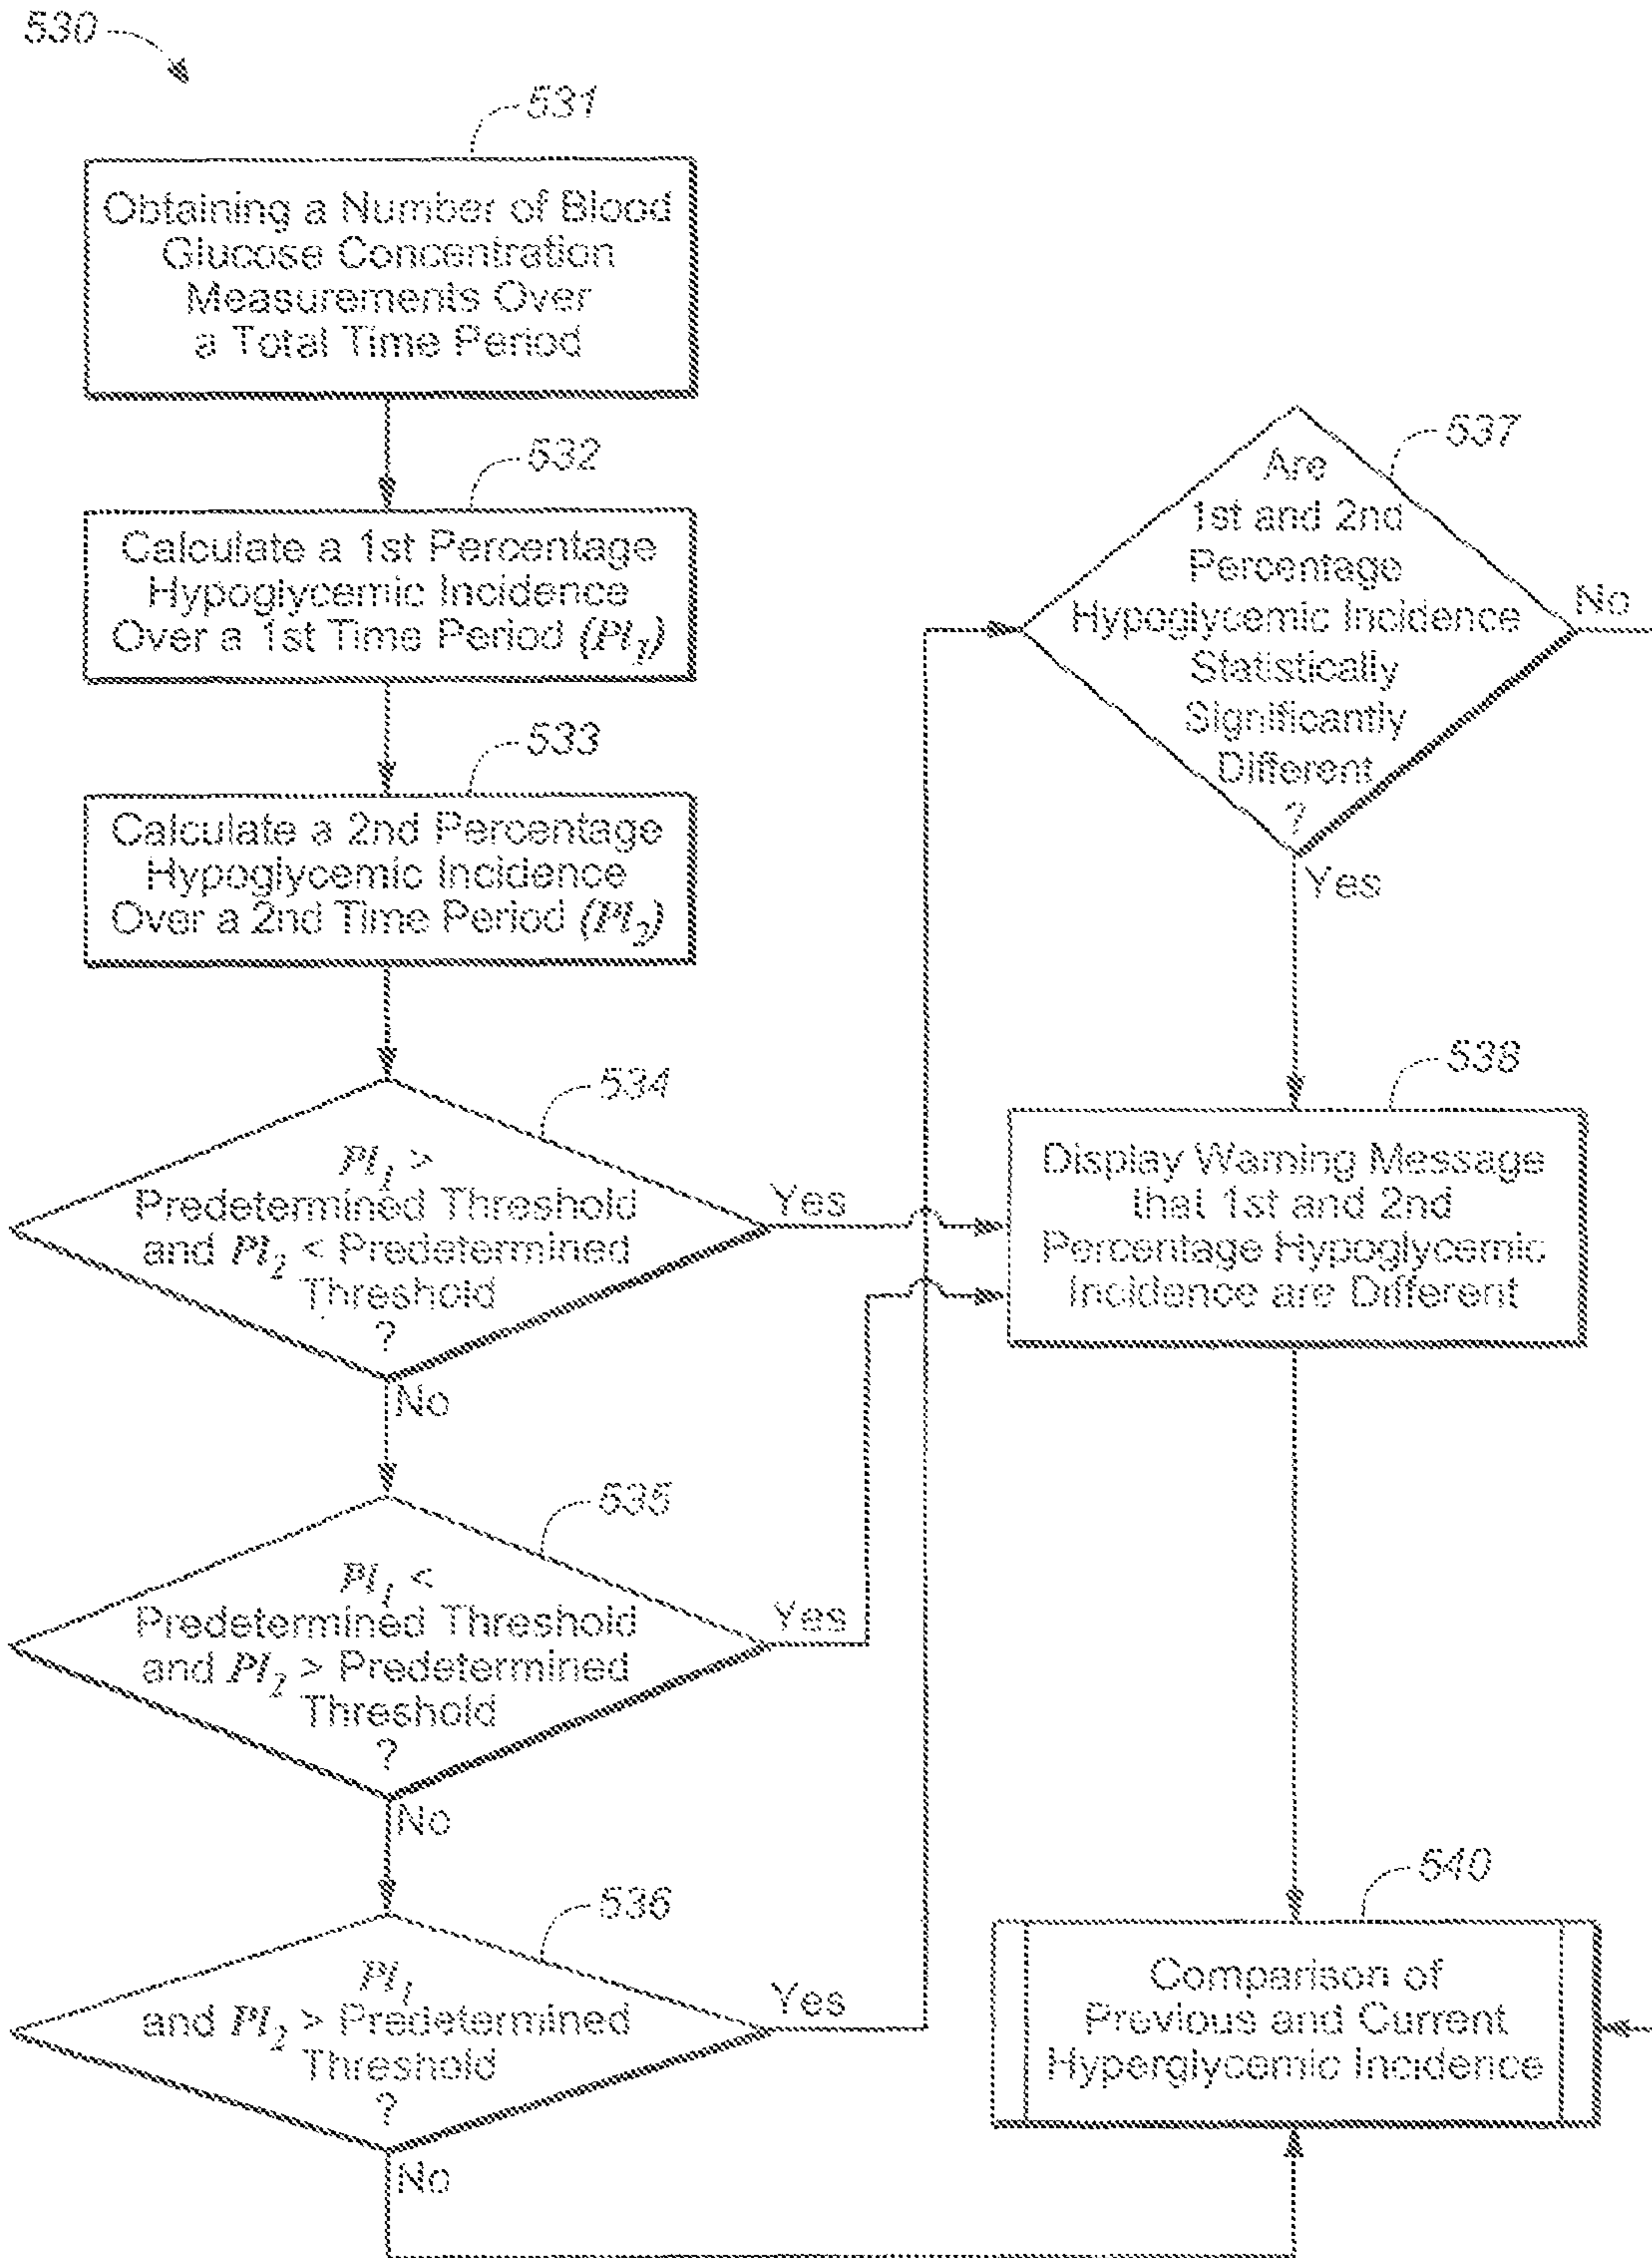 530
531
Obtaining a Number of Blood
Glucose Concentration
Measurements Over
a Total Time Period
532
Calculate a 1st Percentage
Hypoglycemic Incidence
Over a 1st Time Period (PI1)
533
Calculate a 2nd Percentage
Hypoglycemic Incidence
Over a 2nd Time Period (PI2)
534
PI1 >
Predetermined Threshold
and PI2 < Predetermined
Threshold
?
Yes
No
535
PI1 <
Predetermined Threshold
and PI2 > Predetermined
Threshold
?
Yes
No
536
PI1
and PI2 > Predetermined
Threshold
?
Yes
No
537
Are
1st and 2nd
Percentage
Hypoglycemic Incidence
Statistically
Significantly
Different
?
No
Yes
538
Display Warning Message
that 1st and 2nd
Percentage Hypoglycemic
Incidence are Different
540
Comparison of
Previous and Current
Hyperglycemic Incidence